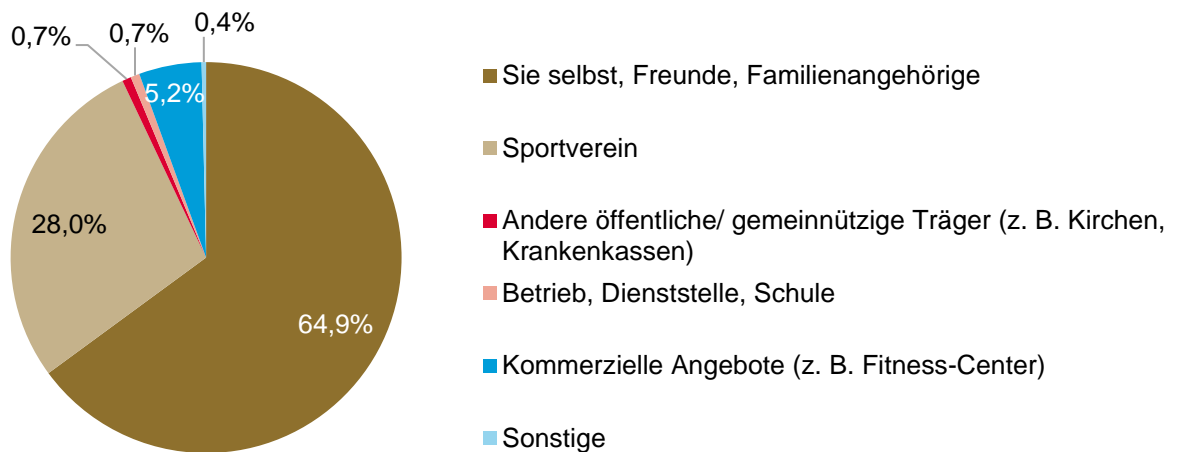 0,7%
0,7%
0,4%
5,2%
28,0%
64,9%
Sie selbst, Freunde, Familienangehörige
Sportverein
Andere öffentliche/ gemeinnützige Träger (z. B. Kirchen,
Krankenkassen)
Betrieb, Dienststelle, Schule
Kommerzielle Angebote (z. B. Fitness-Center)
Sonstige